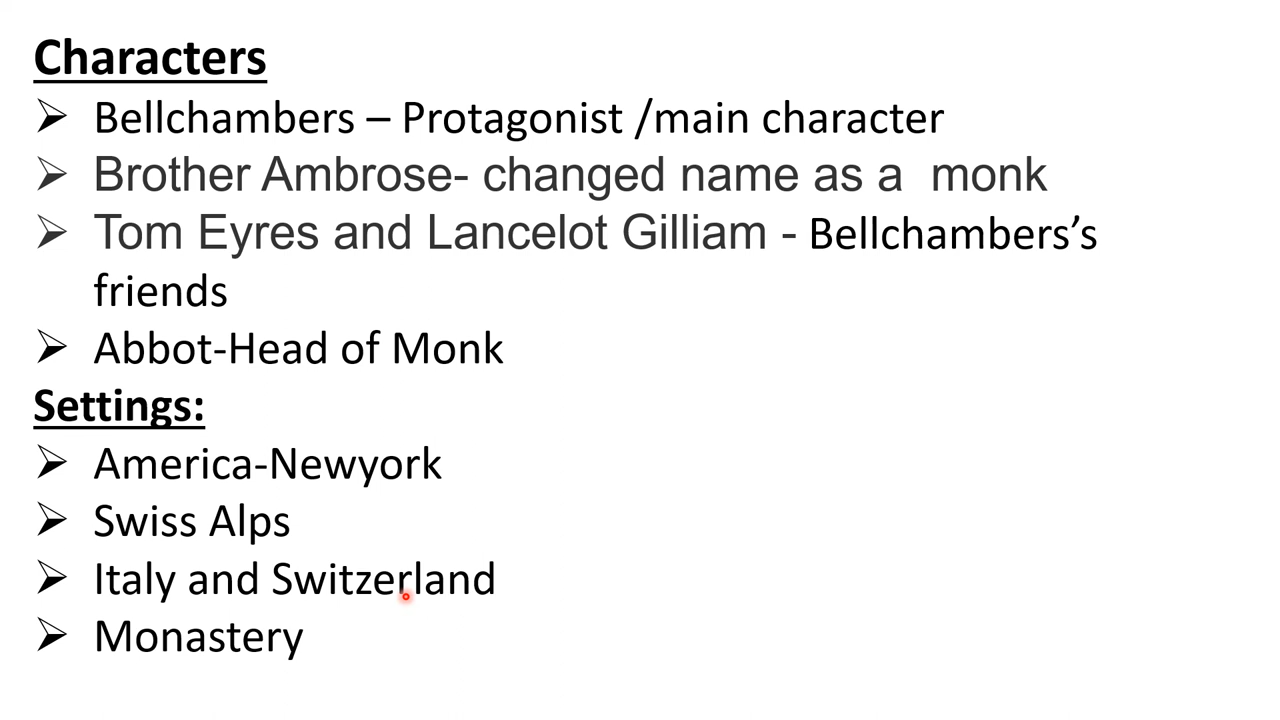 Characters
➢ Bellchambers – Protagonist /main character
➢ Brother Ambrose- changed name as a  monk
➢ Tom Eyres and Lancelot Gilliam - Bellchambers’s
friends
➢ Abbot-Head of Monk
Settings:
➢ America-Newyork
➢ Swiss Alps
➢ Italy and Switzerland
➢ Monastery